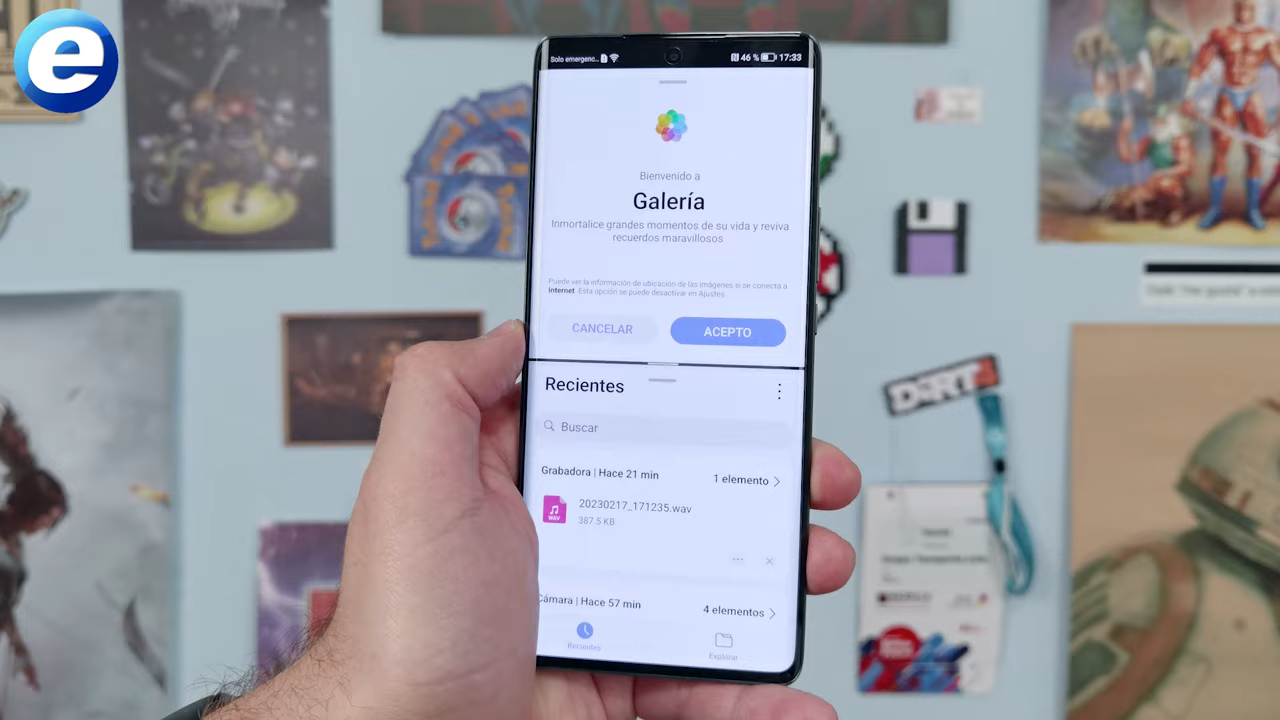 e
Solo emergenc...
46 %
17:33
Bienvenido a
Galería
Inmortalice grandes momentos de su vida y reviva
recuerdos maravillosos
Puede ver la información de ubicación de las imágenes si se conecta a
Internet. Esta opción se puede desactivar en Ajustes
CANCELAR
ACEPTO
Recientes
Buscar
Grabadora | Hace 21 min
1 elemento
20230217_171235.wav
WAV
387.5 KB
Cámara | Hace 57 min
4 elementos
Recientes
Explorar
DiRT4